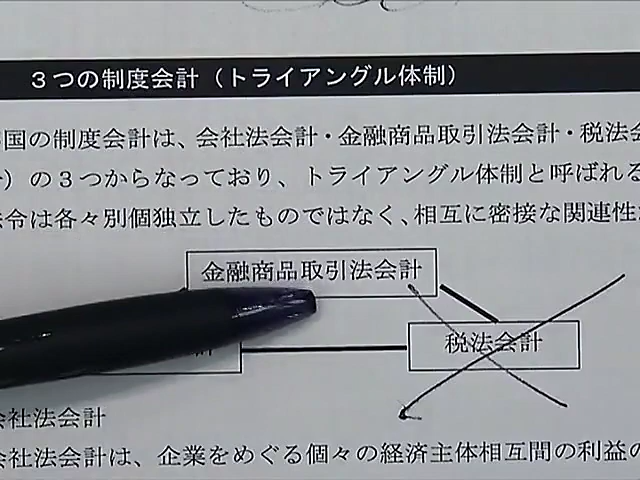 3つの制度会計（トライアングル体制）
国の制度会計は、会社法会計・金融商品取引法会計・税法会
）の3つからなっており、トライアングル体制と呼ばれる
法令は各々別個独立したものではなく、相互に密接な関連性
金融商品取引法会計
税法会計
計
会社法会計
会社法会計は、企業をめぐる個々の経済主体相互間の利益の